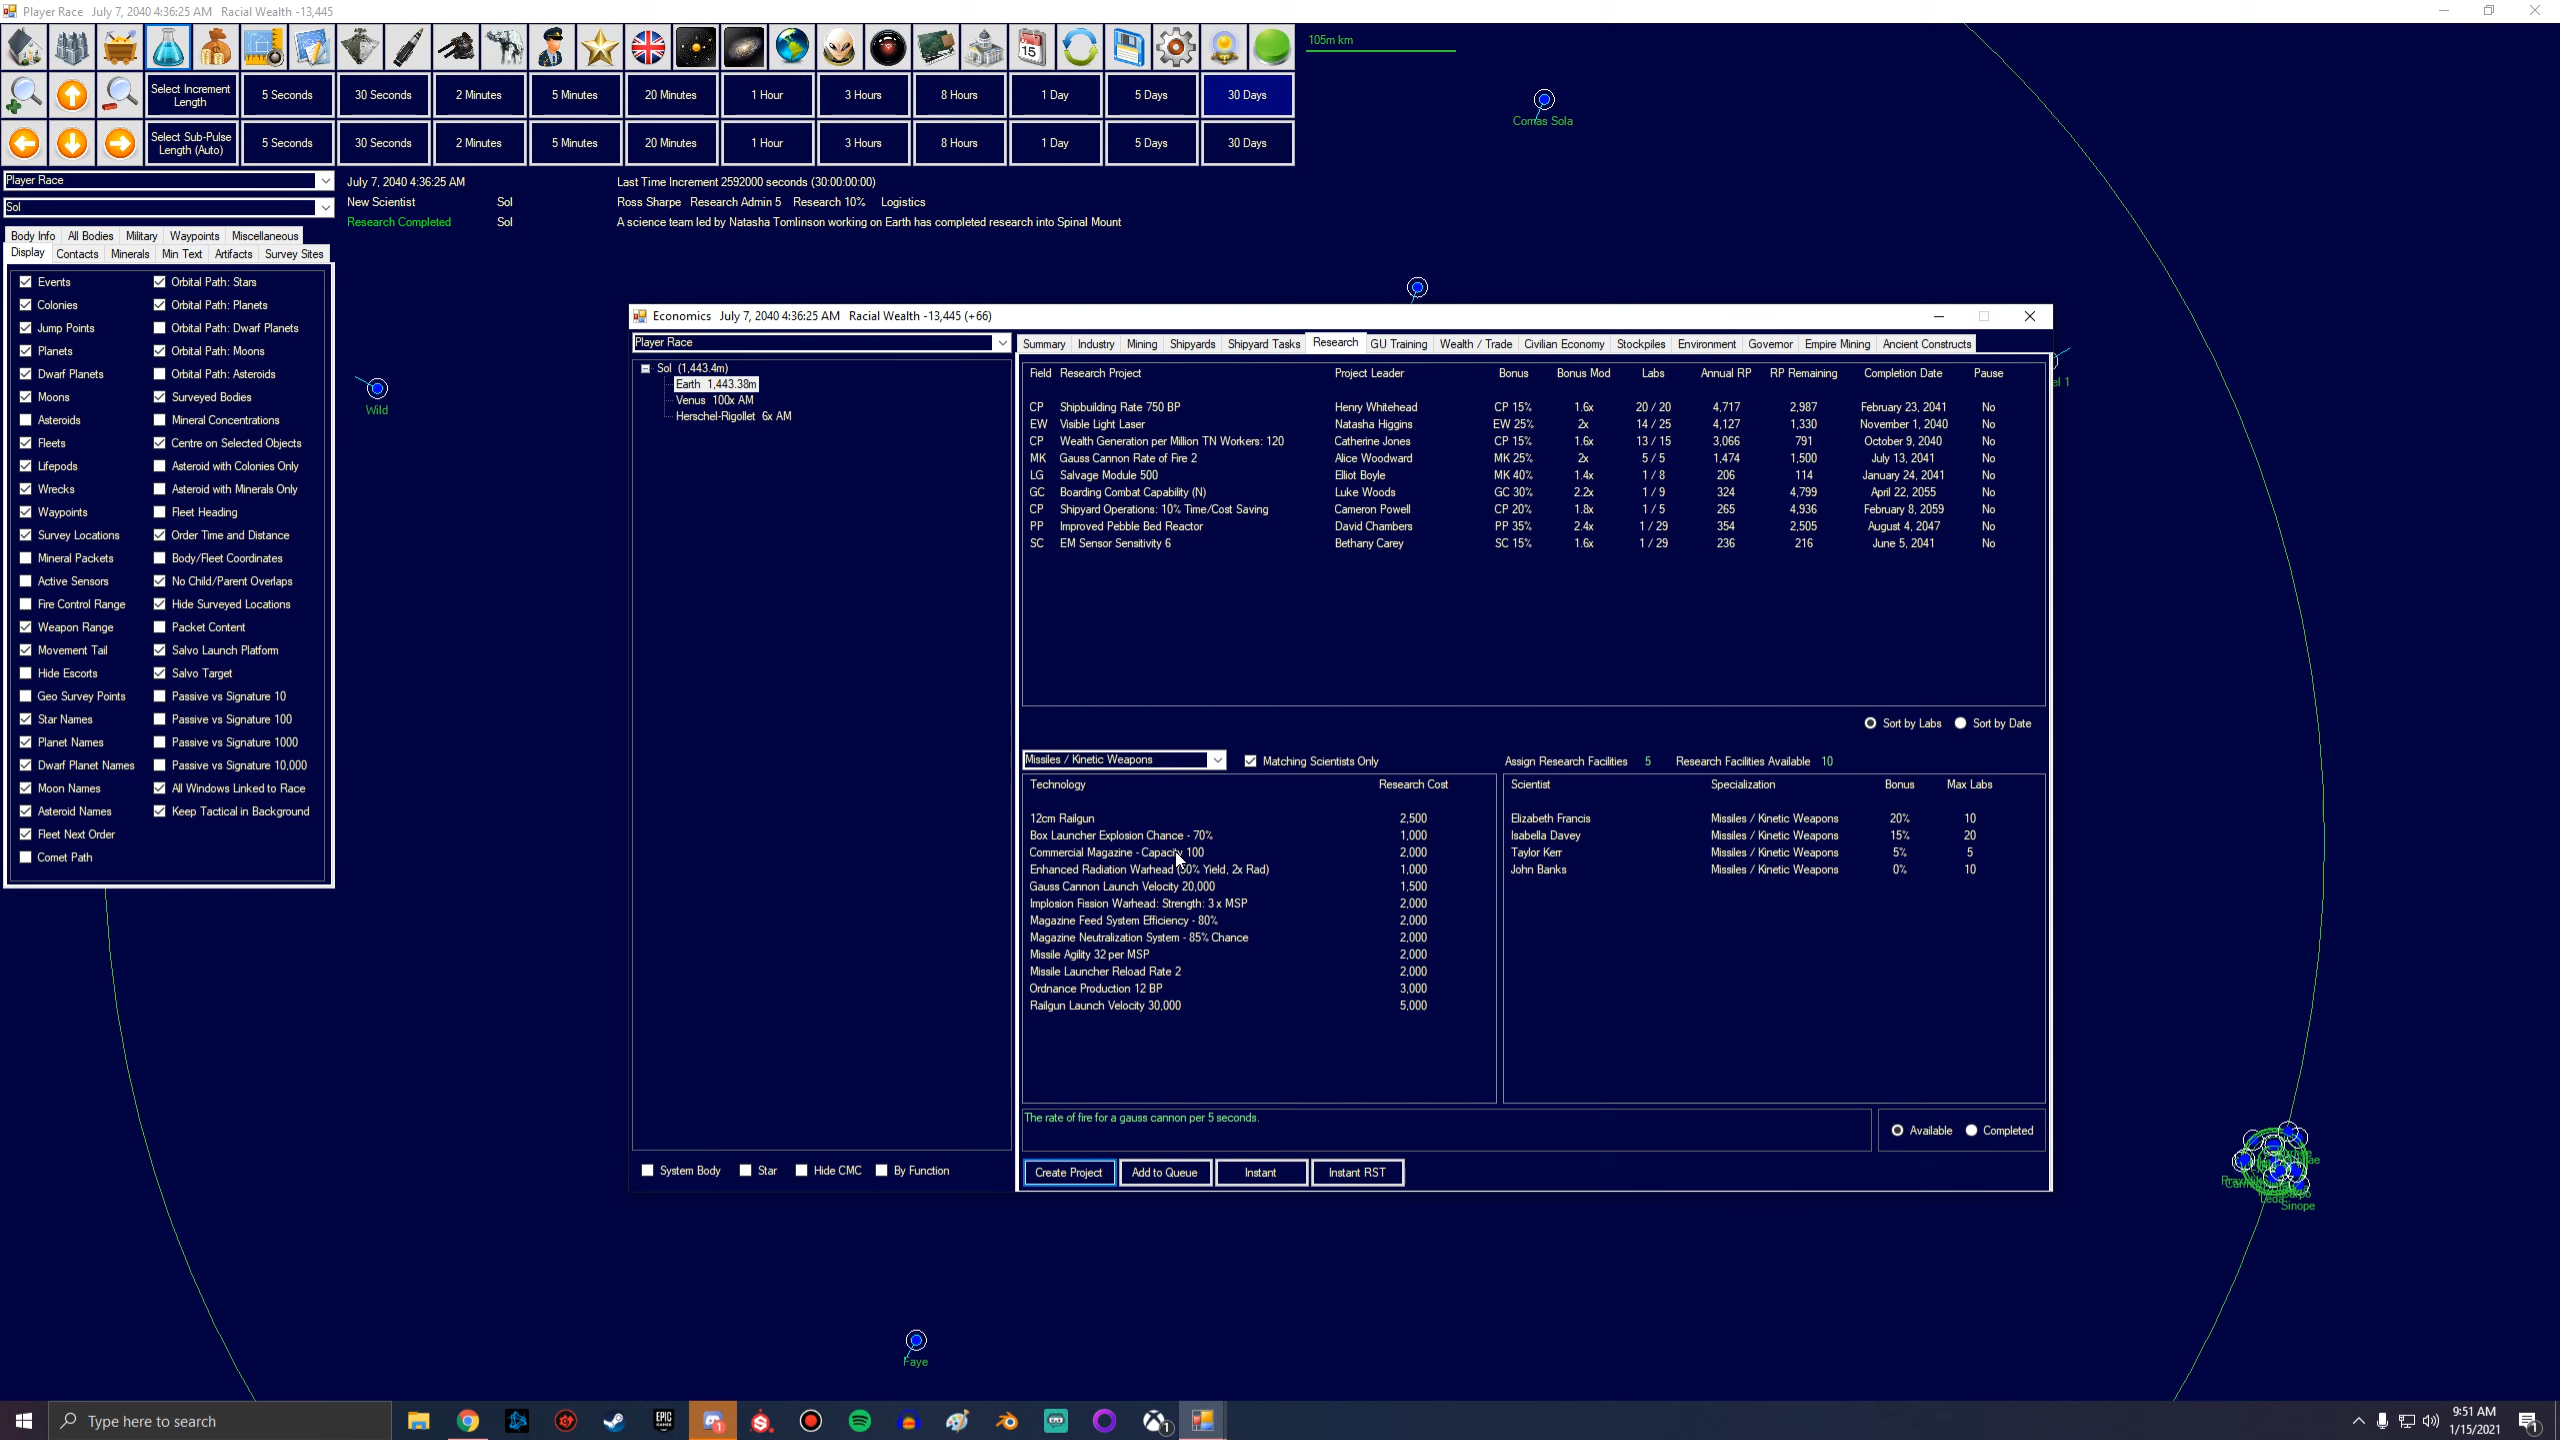 Player Race July 7, 2040 4:36:25 AM Racial Wealth -13,445
105m km
Select Increment Length 5 Seconds 30 Seconds 2 Minutes 5 Minutes 20 Minutes 1 Hour 3 Hours 8 Hours 1 Day 5 Days 30 Days
Select Sub-Pulse Length (Auto) 5 Seconds 30 Seconds 2 Minutes 5 Minutes 20 Minutes 1 Hour 3 Hours 8 Hours 1 Day 5 Days 30 Days
Comas Sola
Player Race
Sol
July 7, 2040 4:36:25 AM Last Time Increment 2592000 seconds (30:00:00:00)
New Scientist Sol Ross Sharpe Research Admin 5 Research 10% Logistics
Research Completed Sol A science team led by Natasha Tomlinson working on Earth has completed research into Spinal Mount
Body Info All Bodies Military Waypoints Miscellaneous
Display Contacts Minerals Min Text Artifacts Survey Sites
Events Orbital Path: Stars
Colonies Orbital Path: Planets
Jump Points Orbital Path: Dwarf Planets
Planets Orbital Path: Moons
Dwarf Planets Orbital Path: Asteroids
Moons Surveyed Bodies
Asteroids Mineral Concentrations
Fleets Centre on Selected Objects
Lifepods Asteroid with Colonies Only
Wrecks Asteroid with Minerals Only
Waypoints Fleet Heading
Survey Locations Order Time and Distance
Mineral Packets Body/Fleet Coordinates
Active Sensors No Child/Parent Overlaps
Fire Control Range Hide Surveyed Locations
Weapon Range Packet Content
Movement Tail Salvo Launch Platform
Hide Escorts Salvo Target
Geo Survey Points Passive vs Signature 10
Star Names Passive vs Signature 100
Planet Names Passive vs Signature 1000
Dwarf Planet Names Passive vs Signature 10,000
Moon Names All Windows Linked to Race
Asteroid Names Keep Tactical in Background
Fleet Next Order
Comet Path
Wild
el 1
Economics July 7, 2040 4:36:25 AM Racial Wealth -13,445 (+66)
Player Race
Sol (1,443.4m)
Earth 1,443.38m
Venus 100x AM
Herschel-Rigollet 6x AM
System Body Star Hide CMC By Function
Summary Industry Mining Shipyards Shipyard Tasks Research GU Training Wealth / Trade Civilian Economy Stockpiles Environment Governor Empire Mining Ancient Constructs
Field Research Project Project Leader Bonus Bonus Mod Labs Annual RP RP Remaining Completion Date Pause
CP Shipbuilding Rate 750 BP Henry Whitehead CP 15% 1.6x 20 / 20 4,717 2,987 February 23, 2041 No
EW Visible Light Laser Natasha Higgins EW 25% 2x 14 / 25 4,127 1,330 November 1, 2040 No
CP Wealth Generation per Million TN Workers: 120 Catherine Jones CP 15% 1.6x 13 / 15 3,066 791 October 9, 2040 No
MK Gauss Cannon Rate of Fire 2 Alice Woodward MK 25% 2x 5 / 5 1,474 1,500 July 13, 2041 No
LG Salvage Module 500 Elliot Boyle MK 40% 1.4x 1 / 8 206 114 January 24, 2041 No
GC Boarding Combat Capability (N) Luke Woods GC 30% 2.2x 1 / 9 324 4,799 April 22, 2055 No
CP Shipyard Operations: 10% Time/Cost Saving Cameron Powell CP 20% 1.8x 1 / 5 265 4,936 February 8, 2059 No
PP Improved Pebble Bed Reactor David Chambers PP 35% 2.4x 1 / 29 354 2,505 August 4, 2047 No
SC EM Sensor Sensitivity 6 Bethany Carey SC 15% 1.6x 1 / 29 236 216 June 5, 2041 No
Sort by Labs Sort by Date
Missiles / Kinetic Weapons Matching Scientists Only Assign Research Facilities 5 Research Facilities Available 10
Technology Research Cost
12cm Railgun 2,500
Box Launcher Explosion Chance - 70% 1,000
Commercial Magazine - Capacity 100 2,000
Enhanced Radiation Warhead (50% Yield, 2x Rad) 1,000
Gauss Cannon Launch Velocity 20,000 1,500
Implosion Fission Warhead: Strength: 3 x MSP 2,000
Magazine Feed System Efficiency - 80% 2,000
Magazine Neutralization System - 85% Chance 2,000
Missile Agility 32 per MSP 2,000
Missile Launcher Reload Rate 2 2,000
Ordnance Production 12 BP 3,000
Railgun Launch Velocity 30,000 5,000
Scientist Specialization Bonus Max Labs
Elizabeth Francis Missiles / Kinetic Weapons 20% 10
Isabella Davey Missiles / Kinetic Weapons 15% 20
Taylor Kerr Missiles / Kinetic Weapons 5% 5
John Banks Missiles / Kinetic Weapons 0% 10
The rate of fire for a gauss cannon per 5 seconds.
Available Completed
Create Project Add to Queue Instant Instant RST
Leda
Sinope
Faye
Type here to search
EPIC GAMES
9:51 AM
1/15/2021